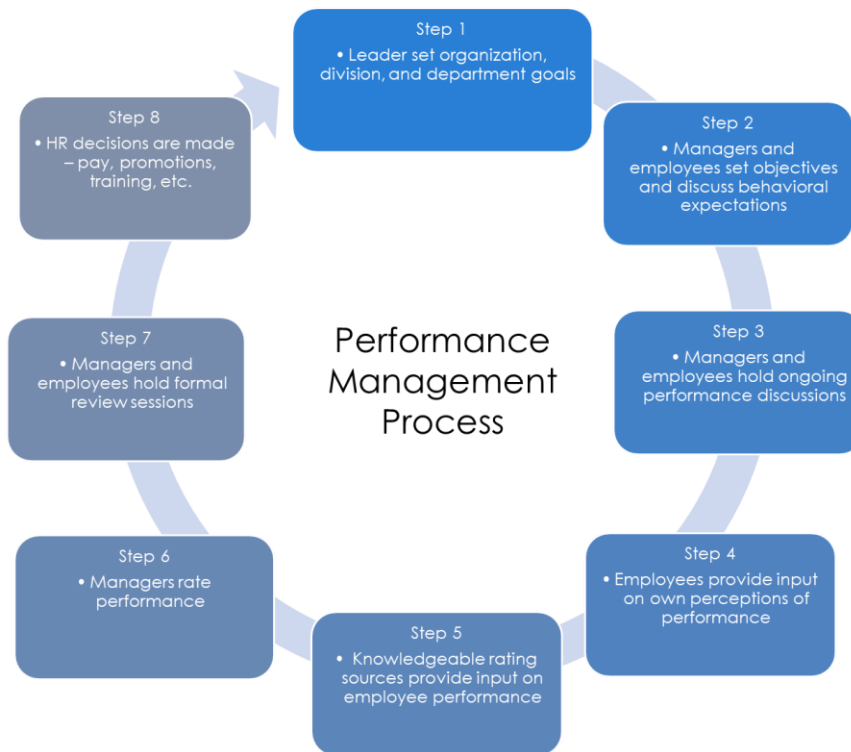 Step 1
• Leader set organization,
division, and department
goals
Step 2
• Managers and
employees set objectives
and discuss behavioral
expectations
Step 3
• Managers and
employees hold ongoing
performance discussions
Step 4
• Employees provide input
on own perceptions of
performance
Step 5
• Knowledgeable rating
sources provide input on
employee performance
Step 6
• Managers rate
performance
Step 7
• Managers and
employees hold formal
review sessions
Step 8
• HR decisions are made
– pay, promotions,
training, etc.
Performance
Management
Process